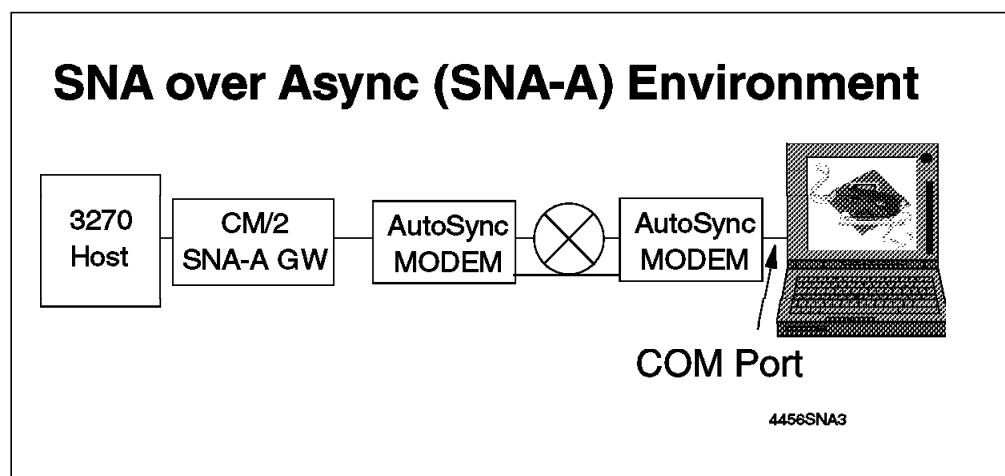 SNA over Async (SNA-A) Environment
3270
Host
CM/2
SNA-A GW
AutoSync
MODEM
AutoSync
MODEM
COM Port
4456SNA3